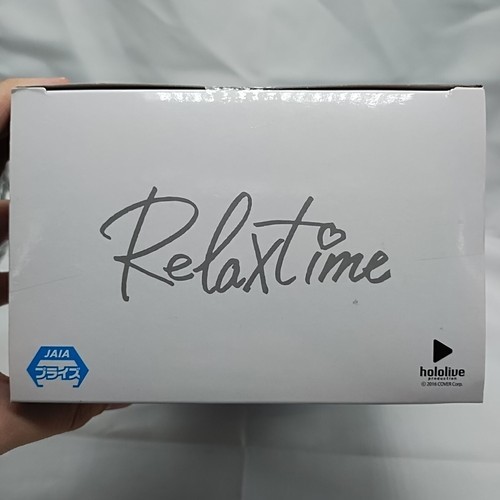 Relaxtime
JAIA
プライズ
hololive
production
© 2016 COVER Corp.